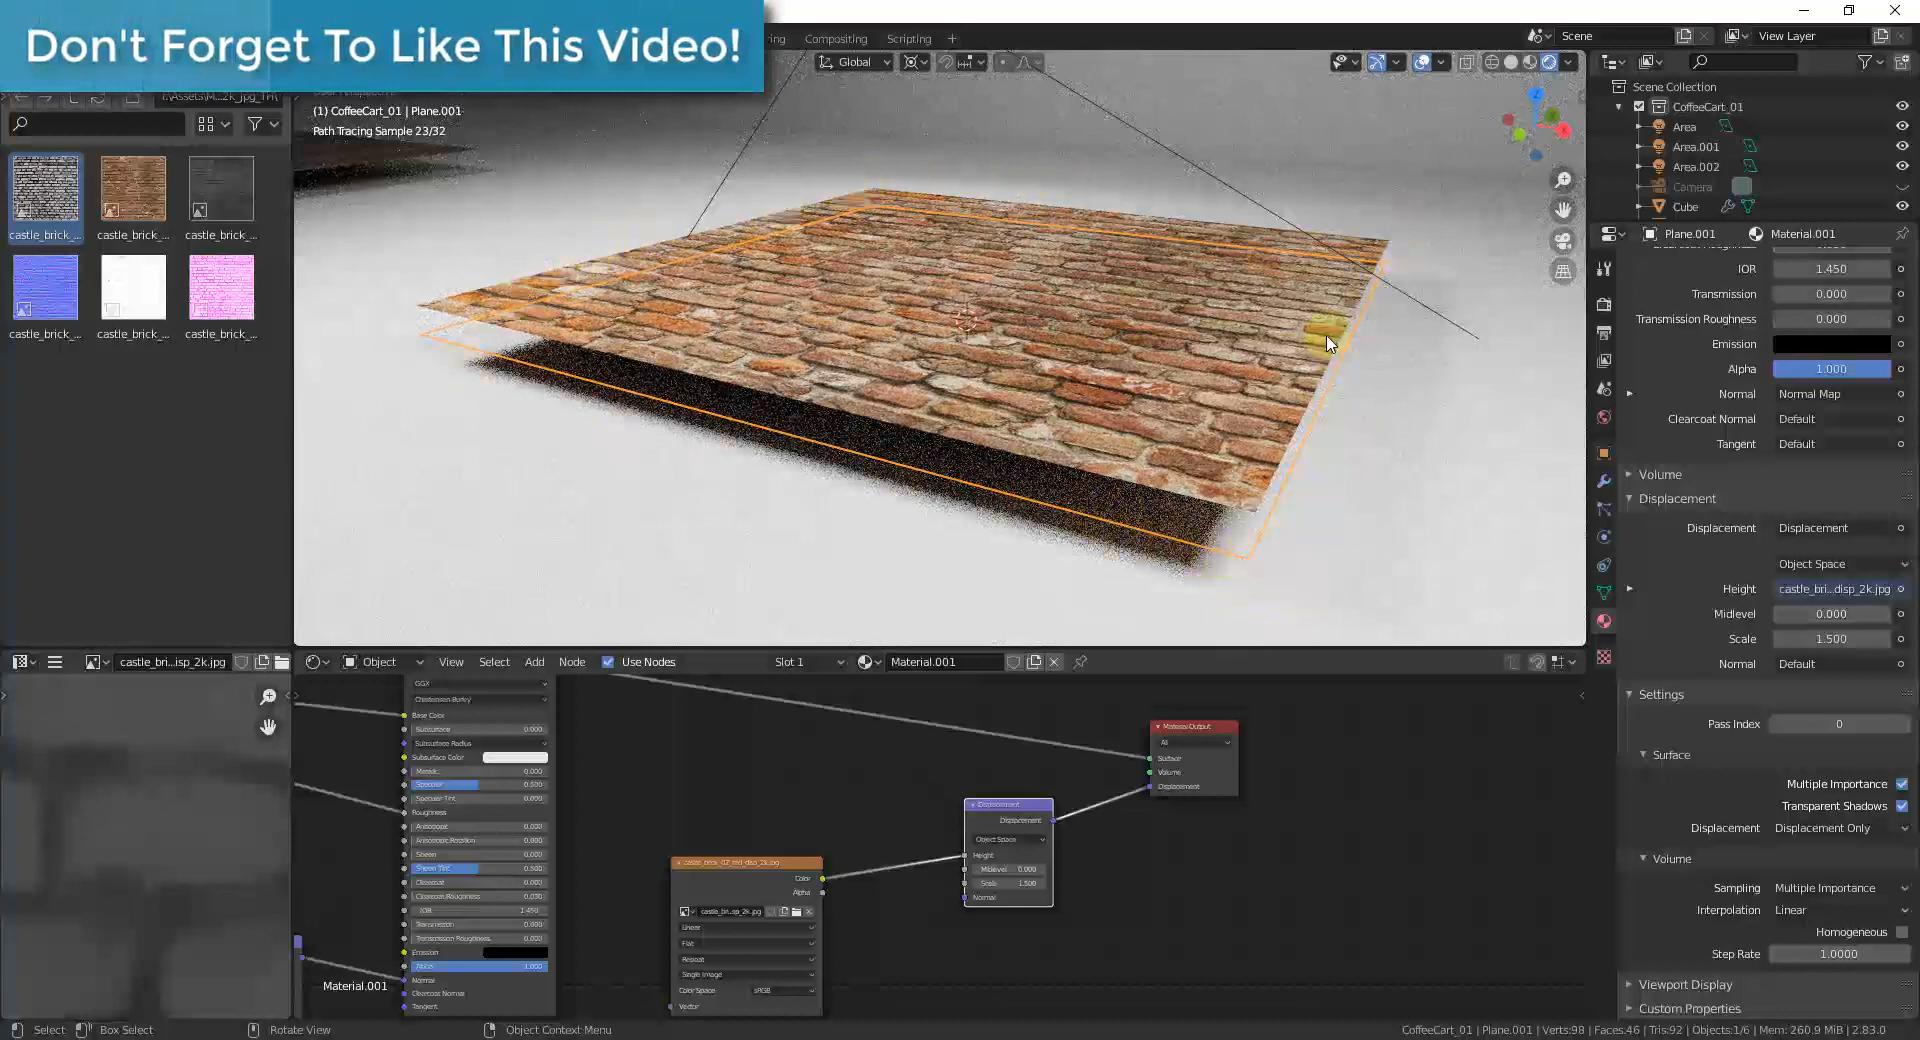 Don't Forget To Like This Video!
Compositing
Scripting
Scene
View Layer
Global
(1) CoffeeCart_01 | Plane.001
Path Tracing Sample 23/32
Scene Collection
CoffeeCart_01
Area
Area.001
Area.002
Camera
Cube
castle_brick_...
castle_brick_...
castle_brick_...
castle_brick_...
castle_brick_...
castle_brick_...
Plane.001
Material.001
IOR
1.450
Transmission
0.000
Transmission Roughness
0.000
Emission
Alpha
1.000
Normal
Normal Map
Clearcoat Normal
Default
Tangent
Default
Volume
Displacement
Displacement
Displacement
Object Space
Height
castle_bri...disp_2k.jpg
Midlevel
0.000
Scale
1.500
Normal
Default
Settings
Pass Index
0
Surface
Multiple Importance
Transparent Shadows
Displacement
Displacement Only
Volume
Sampling
Multiple Importance
Interpolation
Linear
Homogeneous
Step Rate
1.0000
Viewport Display
Custom Properties
castle_bri...isp_2k.jpg
Object
View
Select
Add
Node
Use Nodes
Slot 1
Material.001
GGX
Christensen-Burley
Base Color
Subsurface
0.000
Subsurface Radius
Subsurface Color
Metallic
0.000
Specular
0.500
Specular Tint
0.000
Roughness
Anisotropic
0.000
Anisotropic Rotation
0.000
Sheen
0.000
Sheen Tint
0.500
Clearcoat
0.000
Clearcoat Roughness
0.030
IOR
1.450
Transmission
0.000
Transmission Roughness
0.000
Emission
Alpha
1.000
Normal
Clearcoat Normal
Tangent
Material.001
Color
Alpha
Linear
Flat
Repeat
Single Image
Color Space
sRGB
Vector
Displacement
Displacement
Object Space
Height
Midlevel
0.000
Scale
1.500
Normal
Material Output
All
Surface
Volume
Displacement
Select
Box Select
Rotate View
Object Context Menu
CoffeeCart_01 | Plane.001 | Verts:98 | Faces:46 | Tris:92 | Objects:1/6 | Mem: 260.9 MiB | 2.83.0